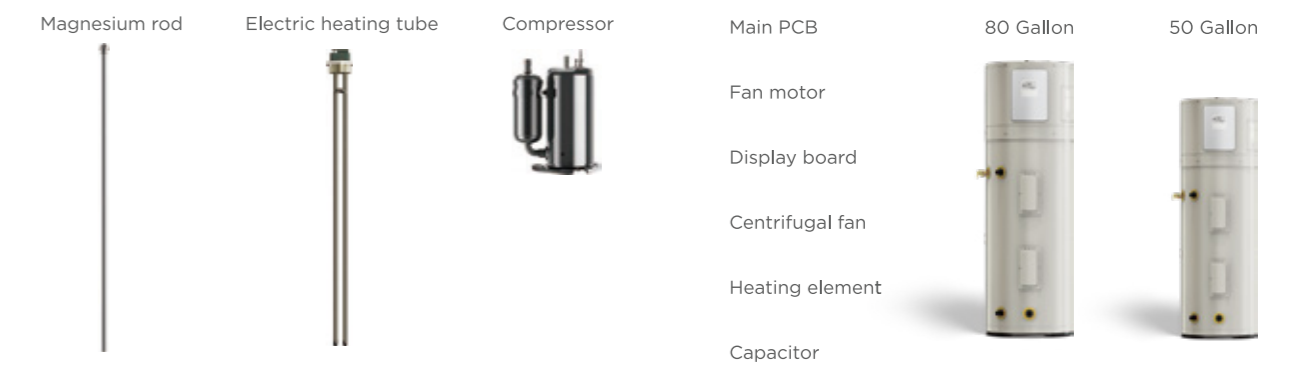 Magnesium rod
Electric heating tube
Compressor
Main PCB
80 Gallon
50 Gallon
Fan motor
Display board
Centrifugal fan
Heating element
Capacitor